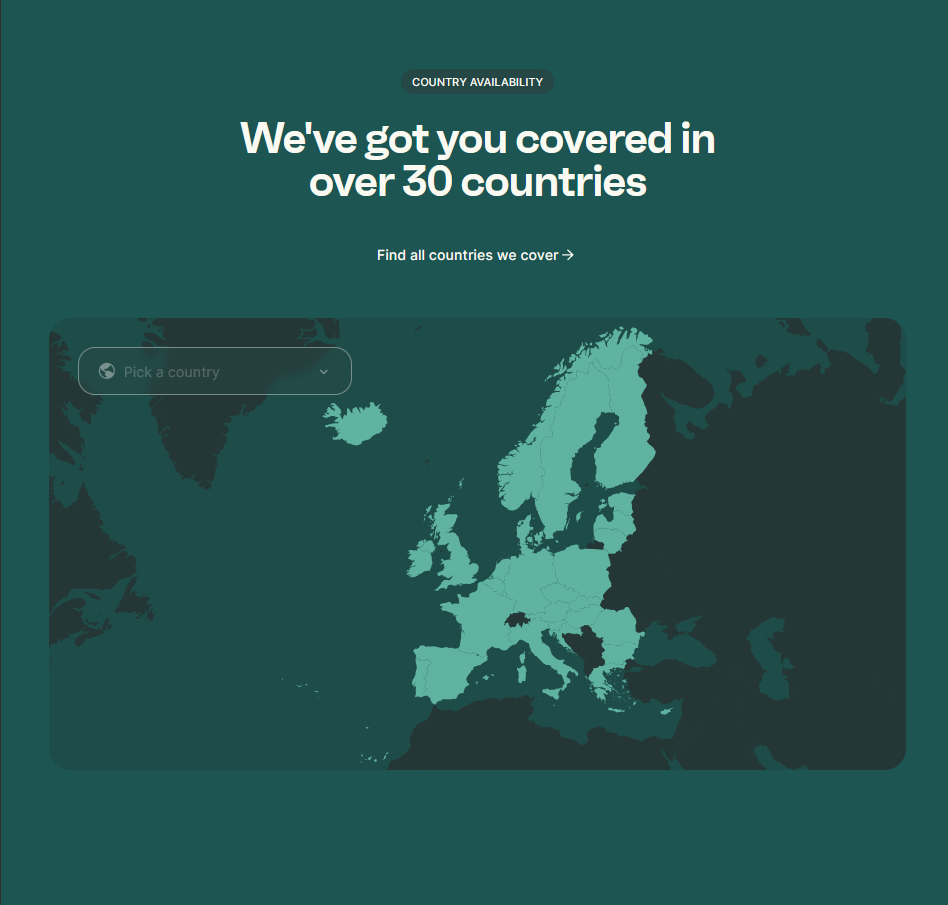 COUNTRY AVAILABILITY
We've got you covered in
over 30 countries
Find all countries we cover →
Pick a country